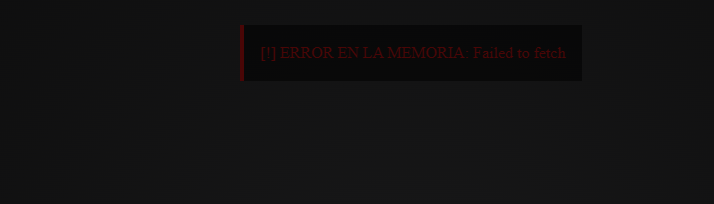 [!] ERROR EN LA MEMORIA: Failed to fetch